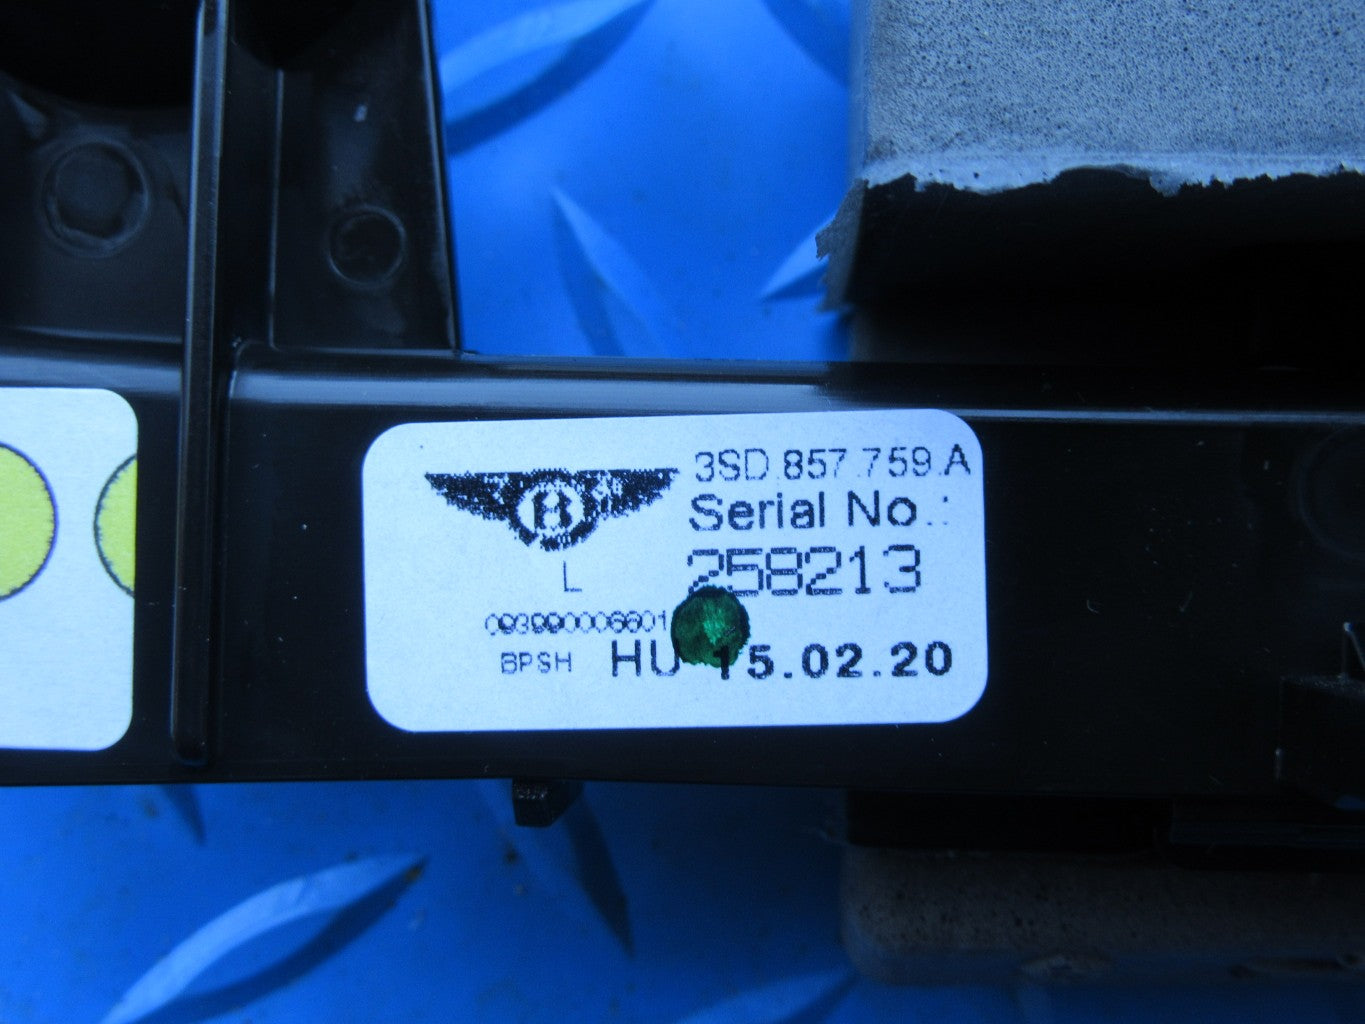 3SD.857.759.A
Serial No.:
258213
L
BPSH HU 15.02.20